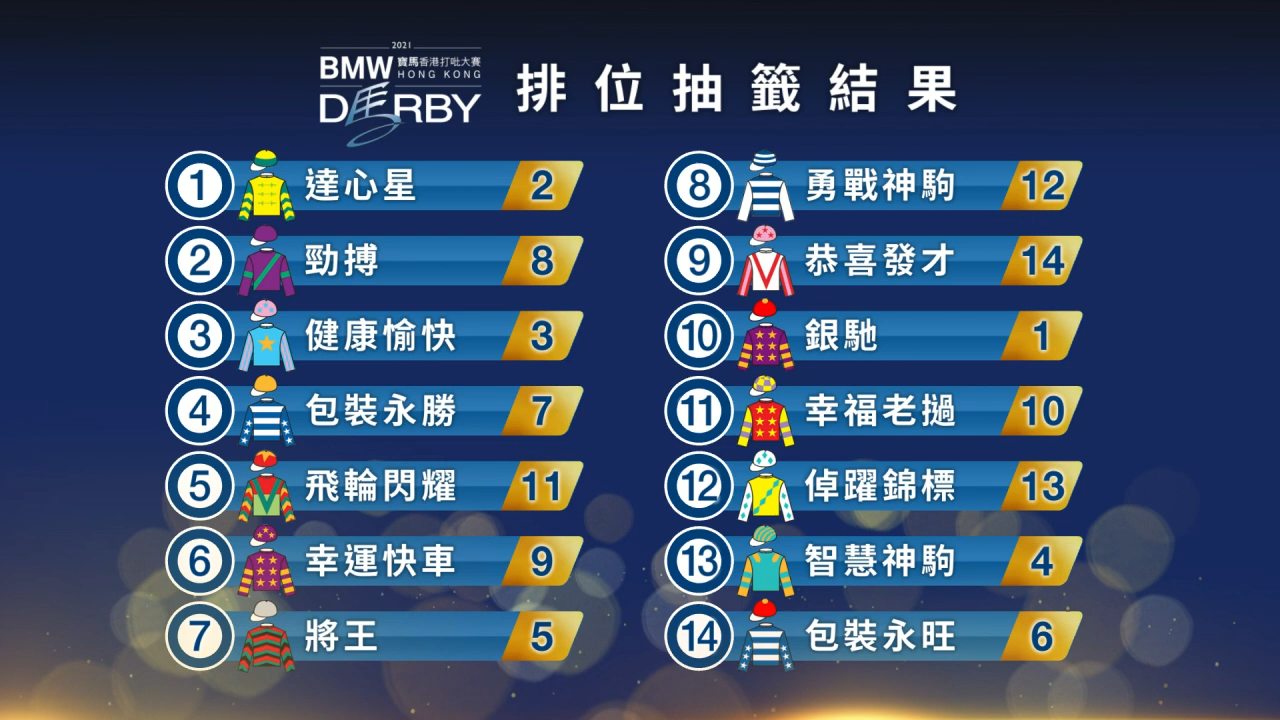 2021
BMW 寶馬香港打吡大賽
HONG KONG
DERBY
排位抽籤結果
1 達心星 2
2 勁搏 8
3 健康愉快 3
4 包裝永勝 7
5 飛輪閃耀 11
6 幸運快車 9
7 將王 5
8 勇戰神駒 12
9 恭喜發才 14
10 銀馳 1
11 幸福老撾 10
12 倬躍錦標 13
13 智慧神駒 4
14 包裝永旺 6